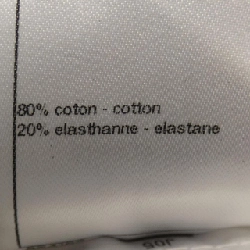 80% coton - cotton
20% elasthanne - elastane